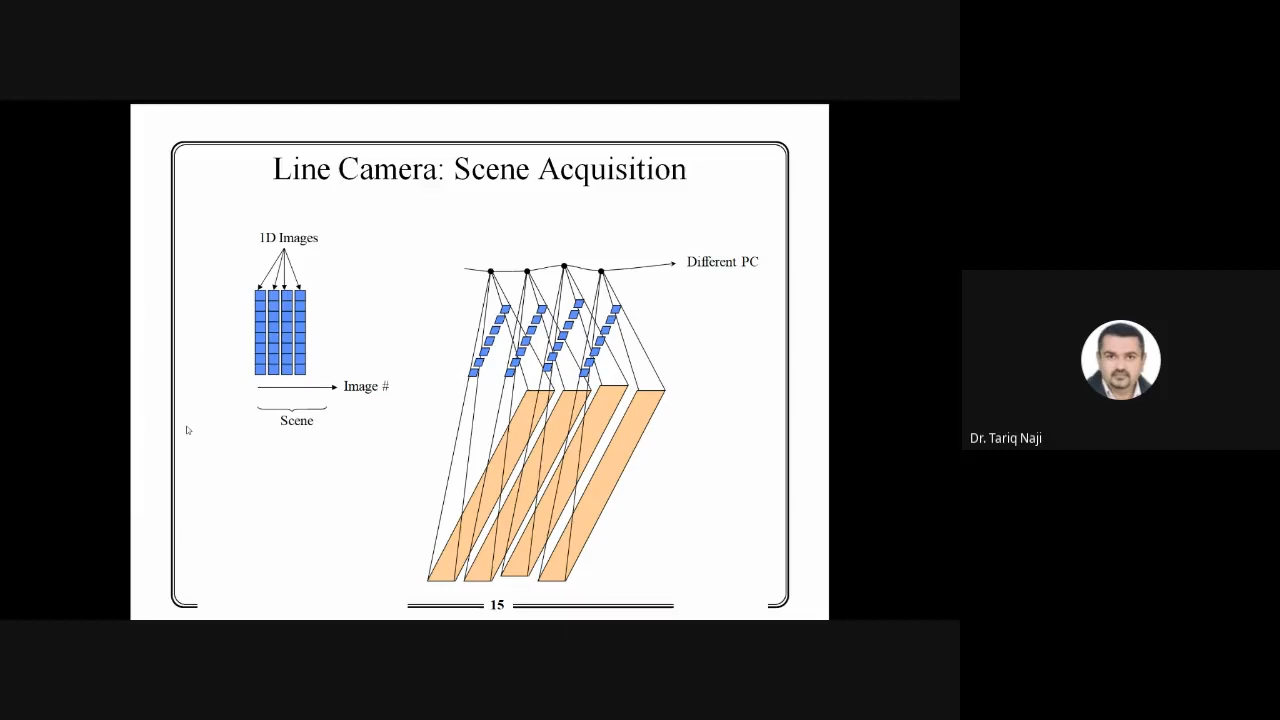 Line Camera: Scene Acquisition
1D Images
Different PC
Image #
Scene
15
Dr. Tariq Naji